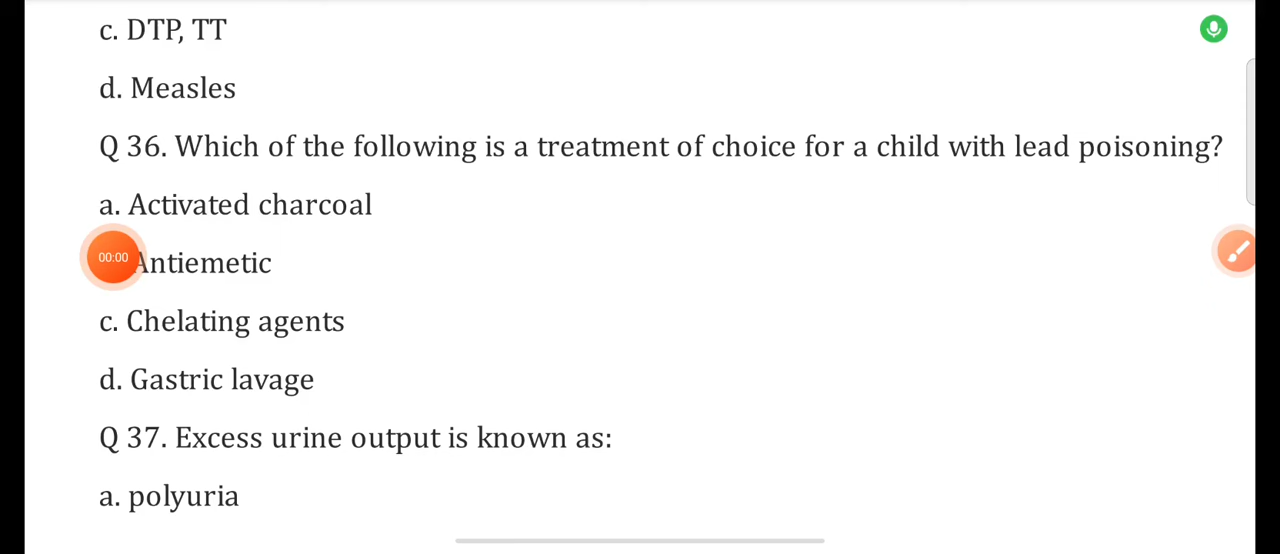 c. DTP, TT
d. Measles
Q 36. Which of the following is a treatment of choice for a child with lead poisoning?
a. Activated charcoal
00:00 Antiemetic
c. Chelating agents
d. Gastric lavage
Q 37. Excess urine output is known as:
a. polyuria